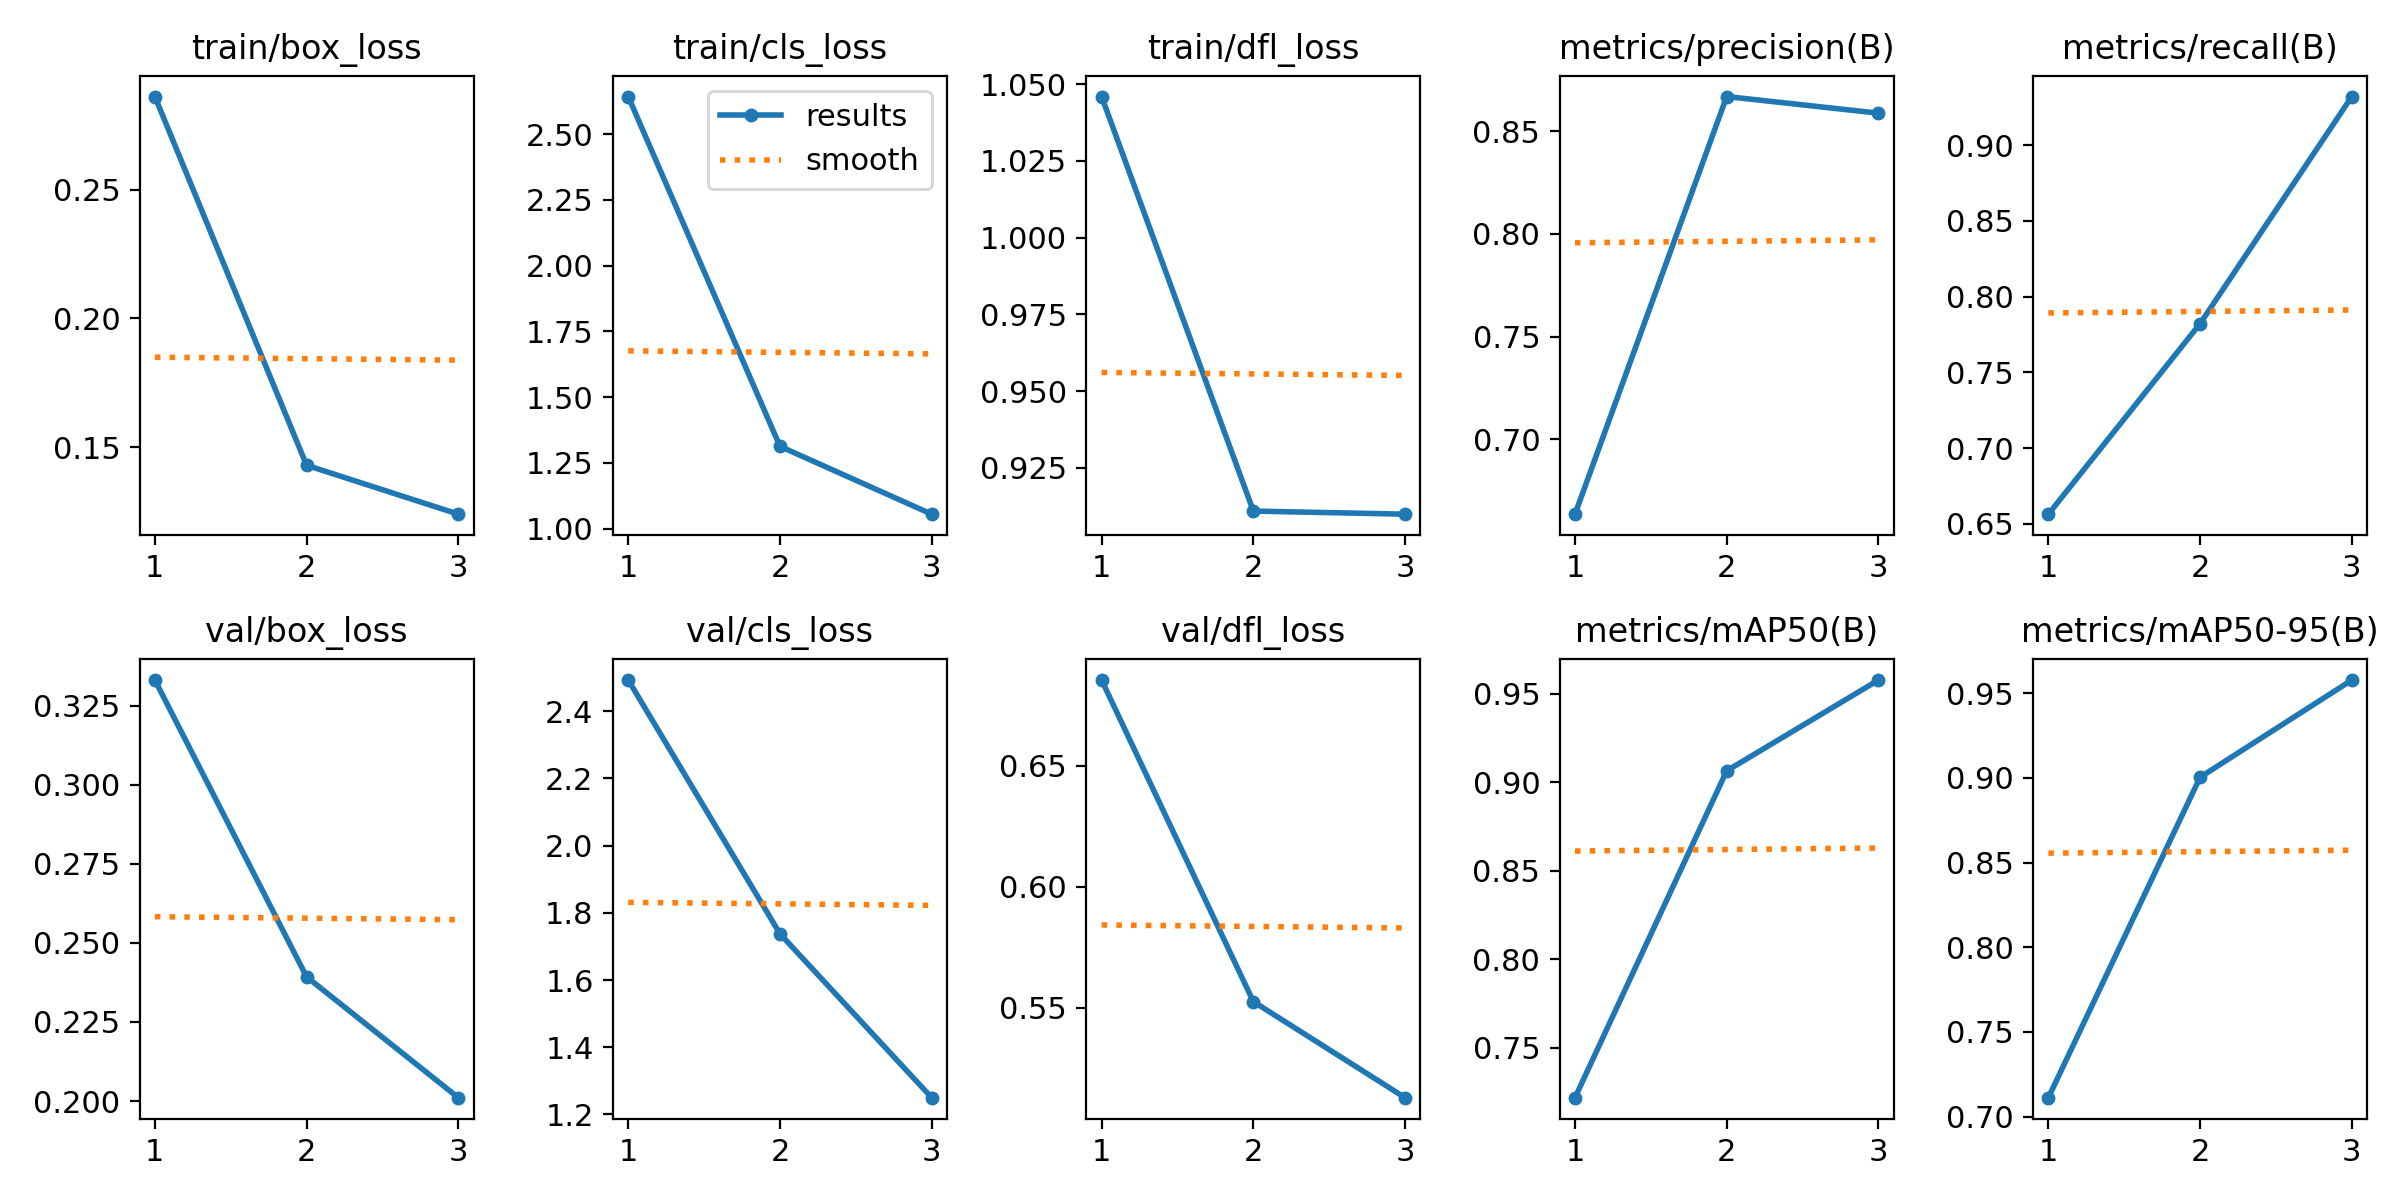 train/box_loss
0.25
0.20
0.15
1 2 3
train/cls_loss
results
smooth
2.50
2.25
2.00
1.75
1.50
1.25
1.00
1 2 3
train/dfl_loss
1.050
1.025
1.000
0.975
0.950
0.925
1 2 3
metrics/precision(B)
0.85
0.80
0.75
0.70
1 2 3
metrics/recall(B)
0.90
0.85
0.80
0.75
0.70
0.65
1 2 3
val/box_loss
0.325
0.300
0.275
0.250
0.225
0.200
1 2 3
val/cls_loss
2.4
2.2
2.0
1.8
1.6
1.4
1.2
1 2 3
val/dfl_loss
0.65
0.60
0.55
1 2 3
metrics/mAP50(B)
0.95
0.90
0.85
0.80
0.75
1 2 3
metrics/mAP50-95(B)
0.95
0.90
0.85
0.80
0.75
0.70
1 2 3